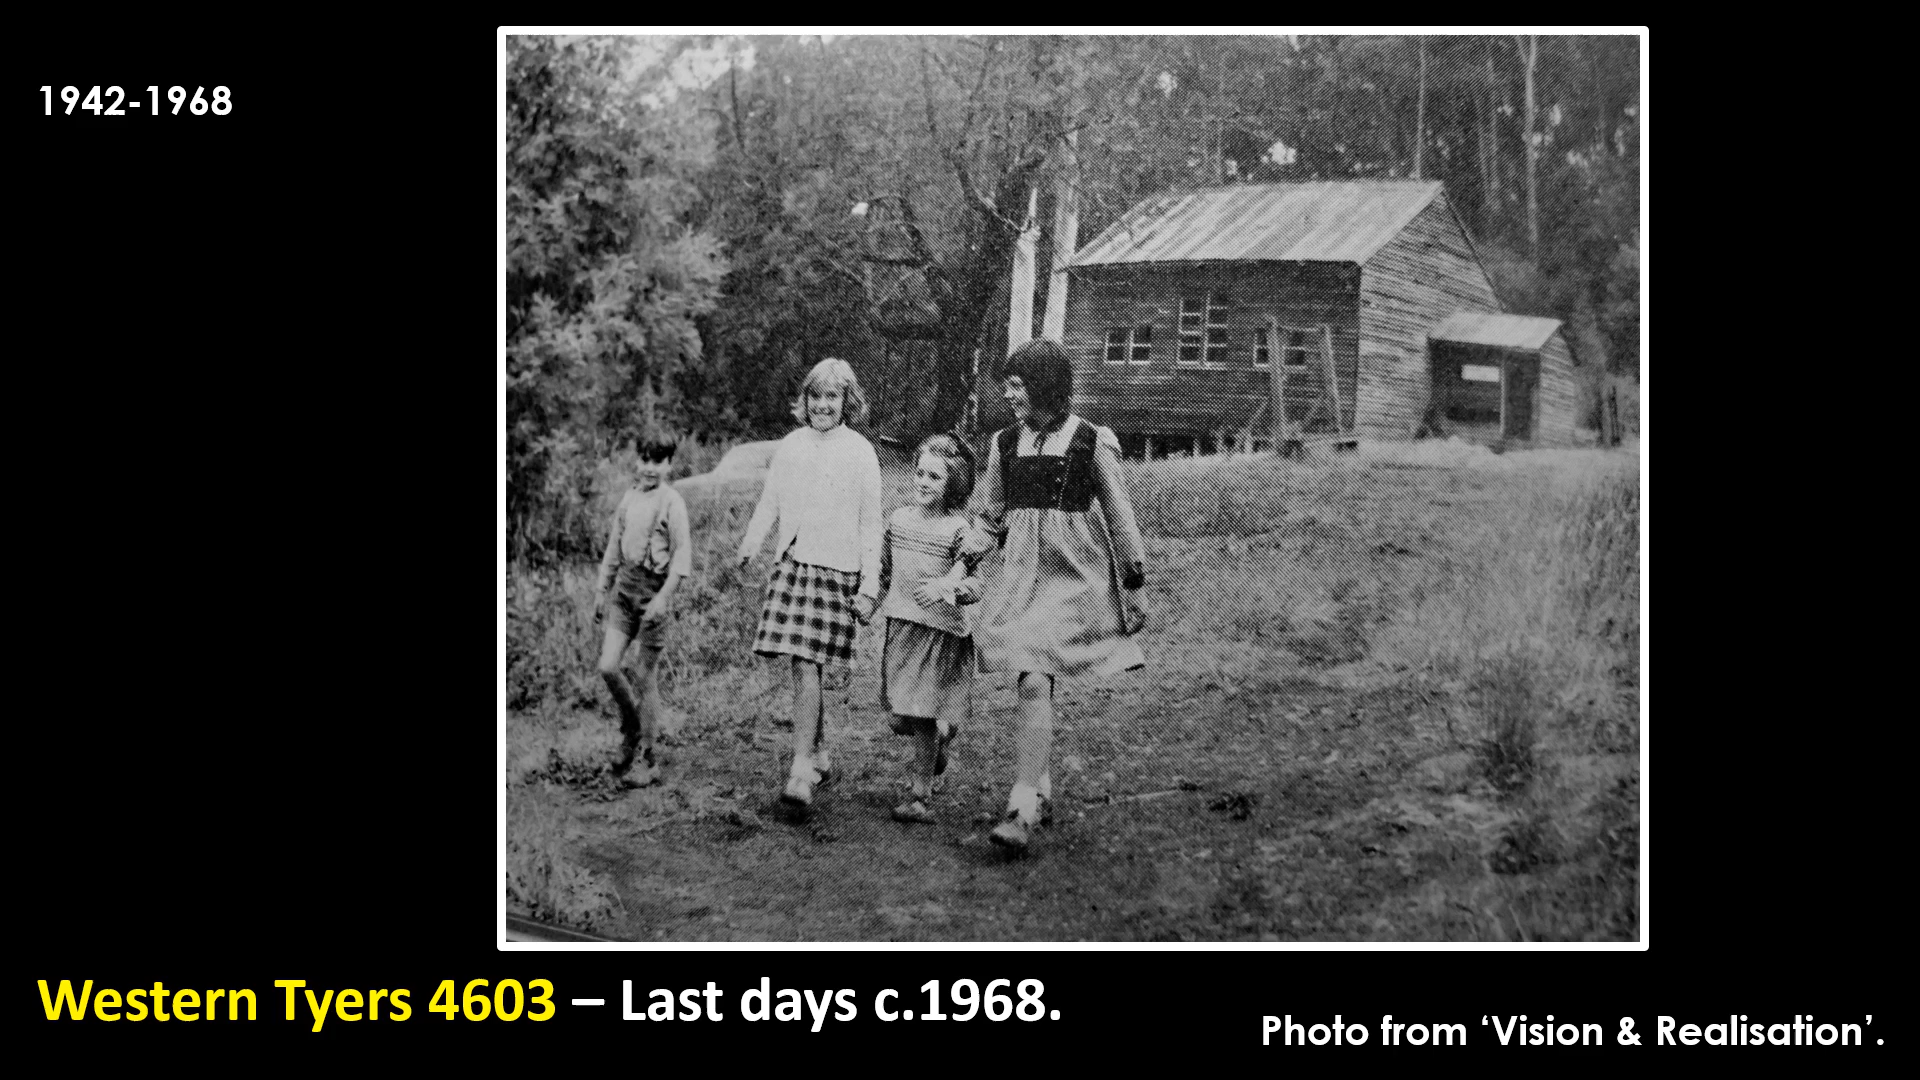 1942-1968
Western Tyers 4603 – Last days c.1968.
Photo from ‘Vision & Realisation’.